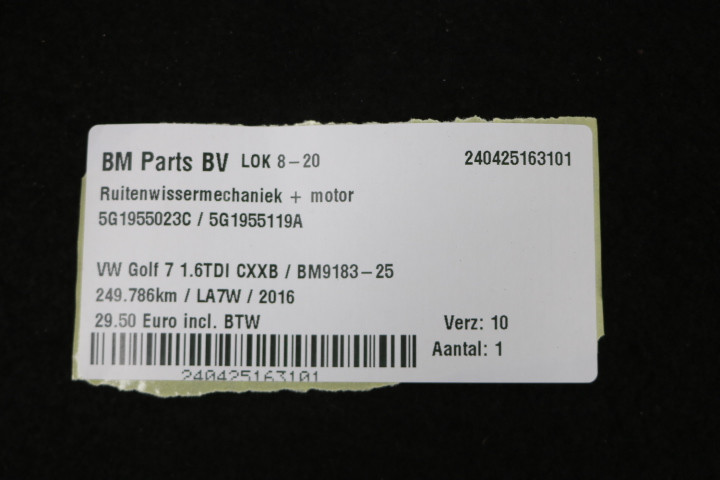 BM Parts BV LOK 8-20 240425163101
Ruitenwissermechaniek + motor
5G1955023C / 5G1955119A
VW Golf 7 1.6TDI CXXB / BM9183-25
249.786km / LA7W / 2016
29.50 Euro incl. BTW Verz: 10
Aantal: 1
240425163101